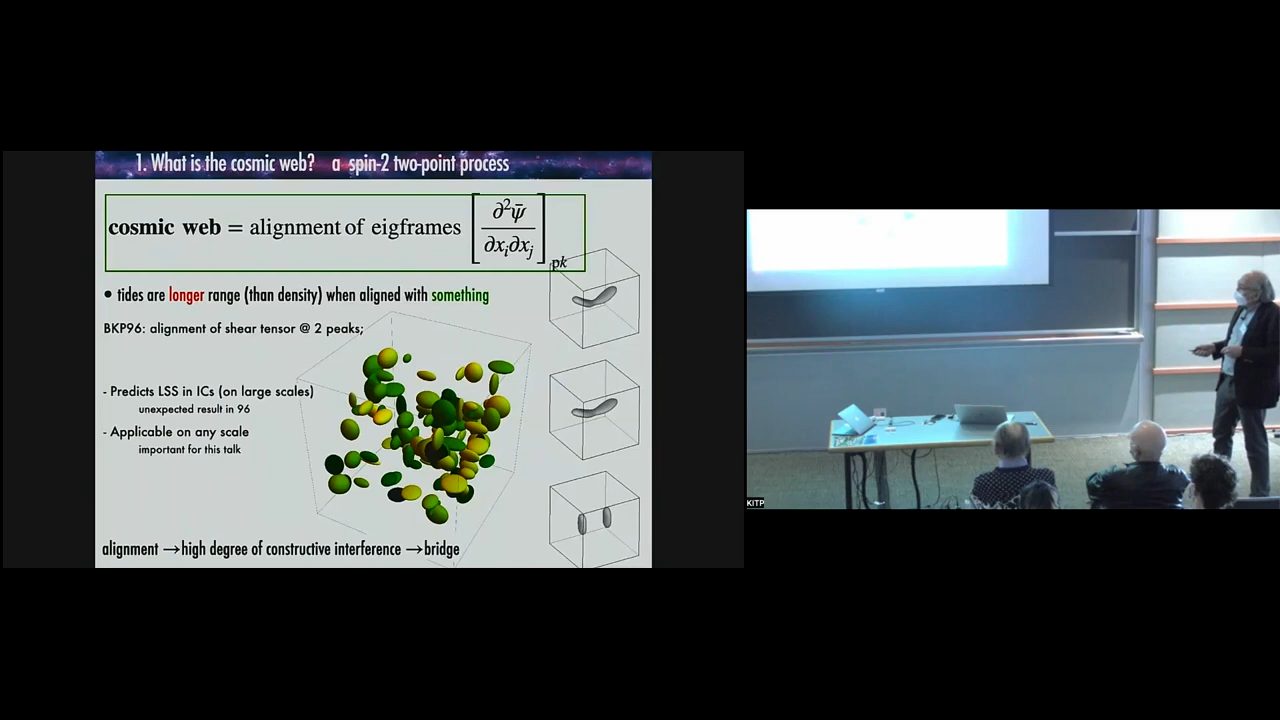 1. What is the cosmic web? a spin-2 two-point process
cosmic web = alignment of eigframes [∂²ψ̄ / ∂xᵢ∂xⱼ]pk
• tides are longer range (than density) when aligned with something
BKP96: alignment of shear tensor @ 2 peaks;
- Predicts LSS in ICs (on large scales)
unexpected result in 96
- Applicable on any scale
important for this talk
alignment →high degree of constructive interference →bridge
KITP